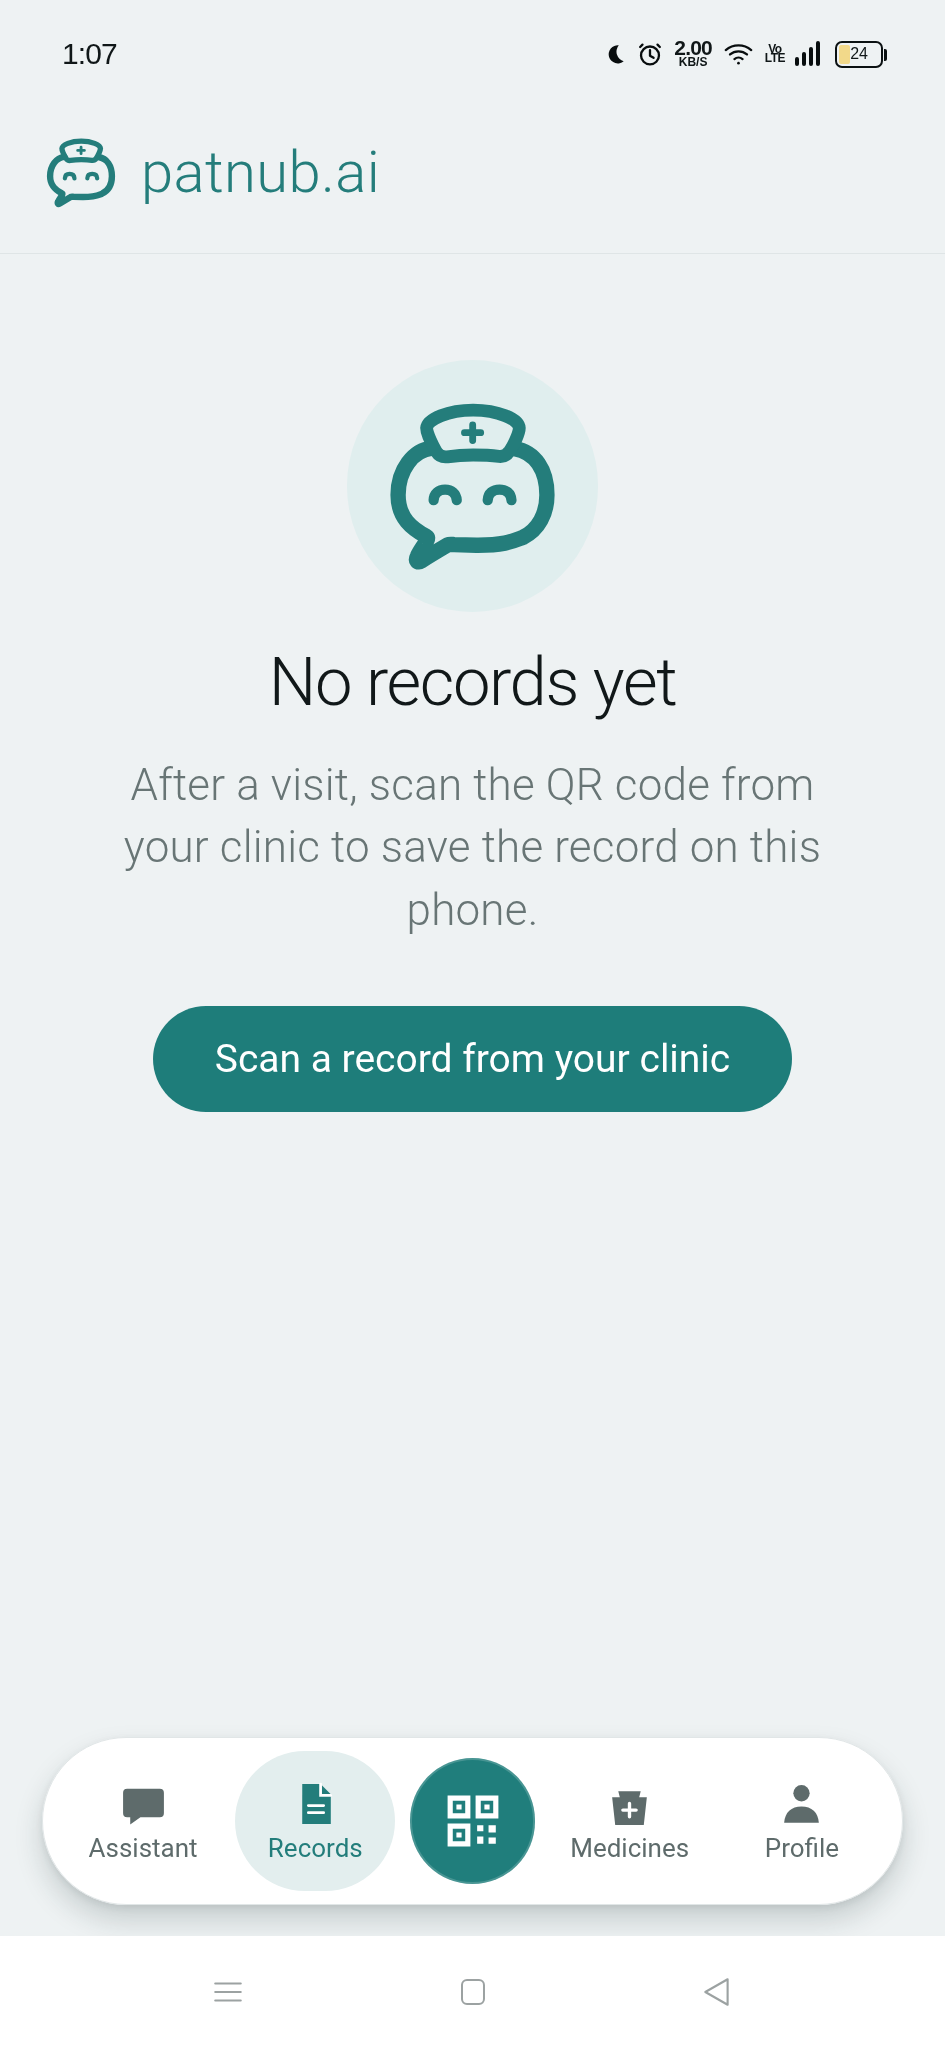 1:07
2.00
KB/S
Vo
LTE
24
patnub.ai
No records yet
After a visit, scan the QR code from
your clinic to save the record on this
phone.
Scan a record from your clinic
Assistant
Records
Medicines
Profile